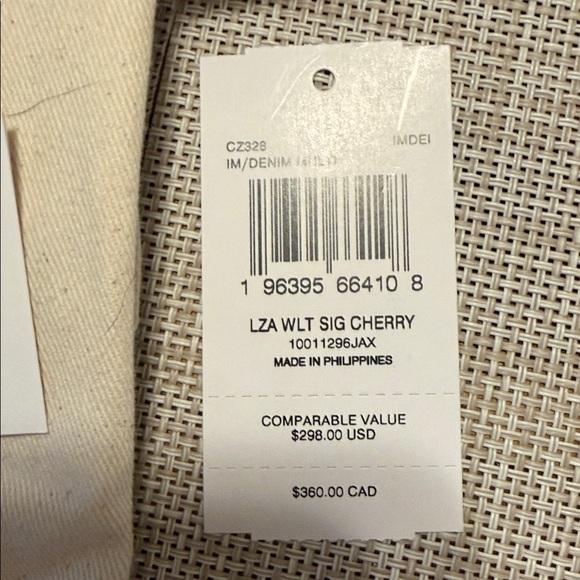 CZ328 IMDEI
IM/DENIM
1 96395 66410 8
LZA WLT SIG CHERRY
10011296JAX
MADE IN PHILIPPINES
COMPARABLE VALUE
$298.00 USD
$360.00 CAD